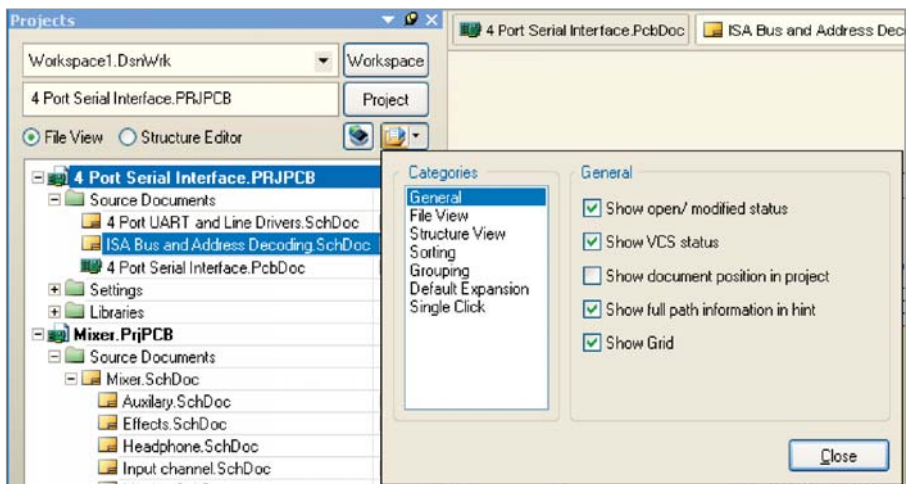 Projects
4 Port Serial Interface.PcbDoc
ISA Bus and Address Dec
Workspace1.DsnWrk
Workspace
4 Port Serial Interface.PRJPCB
Project
File View
Structure Editor
4 Port Serial Interface.PRJPCB
Source Documents
4 Port UART and Line Drivers.SchDoc
ISA Bus and Address Decoding.SchDoc
4 Port Serial Interface.PcbDoc
Settings
Libraries
Mixer.PrjPCB
Source Documents
Mixer.SchDoc
Auxilary.SchDoc
Effects.SchDoc
Headphone.SchDoc
Input channel.SchDoc
Categories
General
File View
Structure View
Sorting
Grouping
Default Expansion
Single Click
General
Show open/ modified status
Show VCS status
Show document position in project
Show full path information in hint
Show Grid
Close